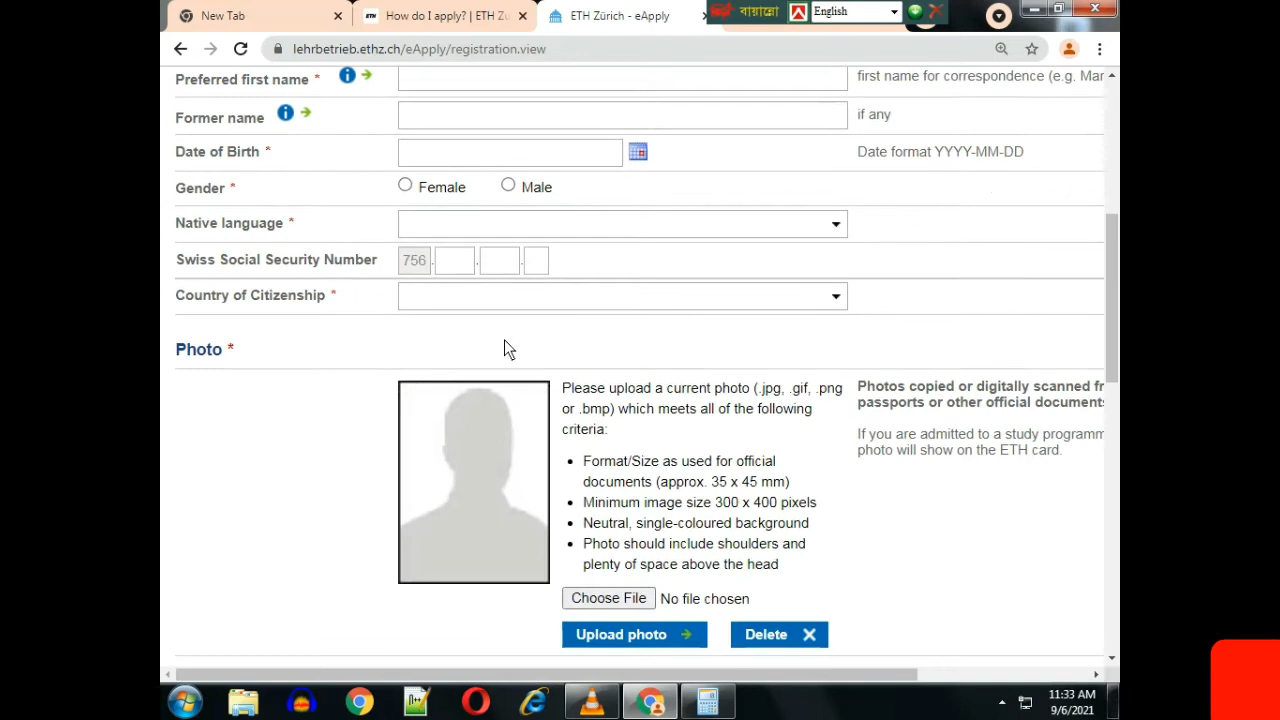 New Tab
ETH How do I apply? | ETH Zu
ETH Zürich - eApply
বায়ান্নো
English
lehrbetrieb.ethz.ch/eApply/registration.view
Preferred first name *
first name for correspondence (e.g. Mar
Former name
if any
Date of Birth *
Date format YYYY-MM-DD
Gender *
Female
Male
Native language *
Swiss Social Security Number
756 . . .
Country of Citizenship *
Photo *
Please upload a current photo (.jpg, .gif, .png
or .bmp) which meets all of the following
criteria:
• Format/Size as used for official
documents (approx. 35 x 45 mm)
• Minimum image size 300 x 400 pixels
• Neutral, single-coloured background
• Photo should include shoulders and
plenty of space above the head
Photos copied or digitally scanned fr
passports or other official documents
If you are admitted to a study programm
photo will show on the ETH card.
Choose File No file chosen
Upload photo
Delete
11:33 AM
9/6/2021